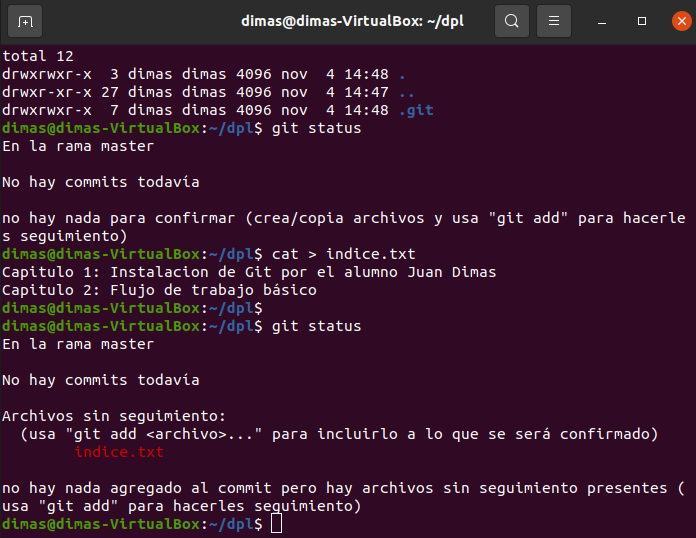 dimas@dimas-VirtualBox: ~/dpl
total 12
drwxrwxr-x  3 dimas dimas 4096 nov  4 14:48 .
drwxr-xr-x 27 dimas dimas 4096 nov  4 14:47 ..
drwxrwxr-x  7 dimas dimas 4096 nov  4 14:48 .git
dimas@dimas-VirtualBox:~/dpl$ git status
En la rama master
No hay commits todavía
no hay nada para confirmar (crea/copia archivos y usa "git add" para hacerle
s seguimiento)
dimas@dimas-VirtualBox:~/dpl$ cat > indice.txt
Capitulo 1: Instalacion de Git por el alumno Juan Dimas
Capitulo 2: Flujo de trabajo básico
dimas@dimas-VirtualBox:~/dpl$
dimas@dimas-VirtualBox:~/dpl$ git status
En la rama master
No hay commits todavía
Archivos sin seguimiento:
  (usa "git add <archivo>..." para incluirlo a lo que se será confirmado)
        indice.txt
no hay nada agregado al commit pero hay archivos sin seguimiento presentes (
usa "git add" para hacerles seguimiento)
dimas@dimas-VirtualBox:~/dpl$